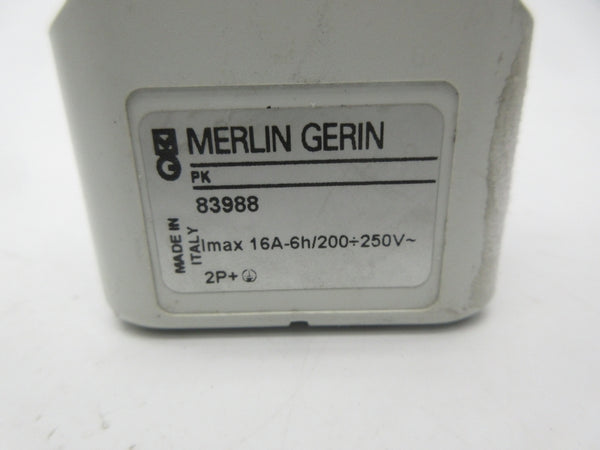 MERLIN GERIN
PK
83988
MADE IN
ITALY
Imax 16A-6h/200÷250V~
2P+⏚